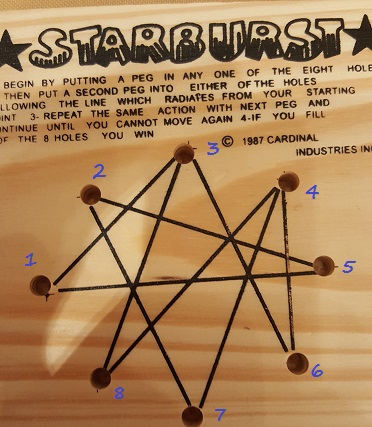 STARBURST
BEGIN BY PUTTING A PEG IN ANY ONE OF THE EIGHT HOLE
THEN PUT A SECOND PEG INTO EITHER OF THE HOLES
LLOWING THE LINE WHICH RADIATES FROM YOUR STARTING
INT 3- REPEAT THE SAME ACTION WITH NEXT PEG AND
NTINUE UNTIL YOU CANNOT MOVE AGAIN 4-IF YOU FILL
OF THE 8 HOLES YOU WIN
© 1987 CARDINAL
INDUSTRIES IN
3
2
4
5
1
6
8
7